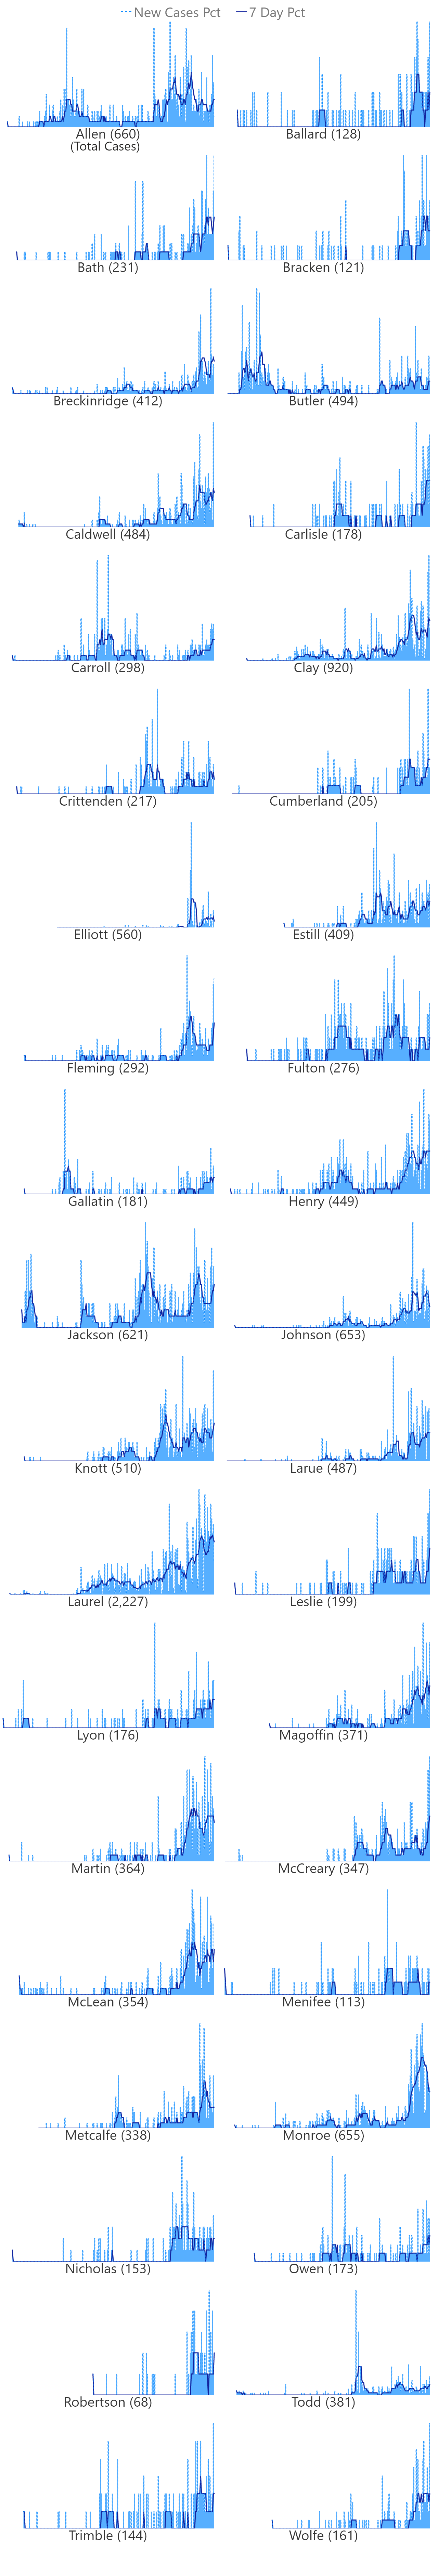 New Cases Pct 7 Day Pct
Allen (660) Ballard (128)
(Total Cases)
Bath (231) Bracken (121)
Breckinridge (412) Butler (494)
Caldwell (484) Carlisle (178)
Carroll (298) Clay (920)
Crittenden (217) Cumberland (205)
Elliott (560) Estill (409)
Fleming (292) Fulton (276)
Gallatin (181) Henry (449)
Jackson (621) Johnson (653)
Knott (510) Larue (487)
Laurel (2,227) Leslie (199)
Lyon (176) Magoffin (371)
Martin (364) McCreary (347)
McLean (354) Menifee (113)
Metcalfe (338) Monroe (655)
Nicholas (153) Owen (173)
Robertson (68) Todd (381)
Trimble (144) Wolfe (161)